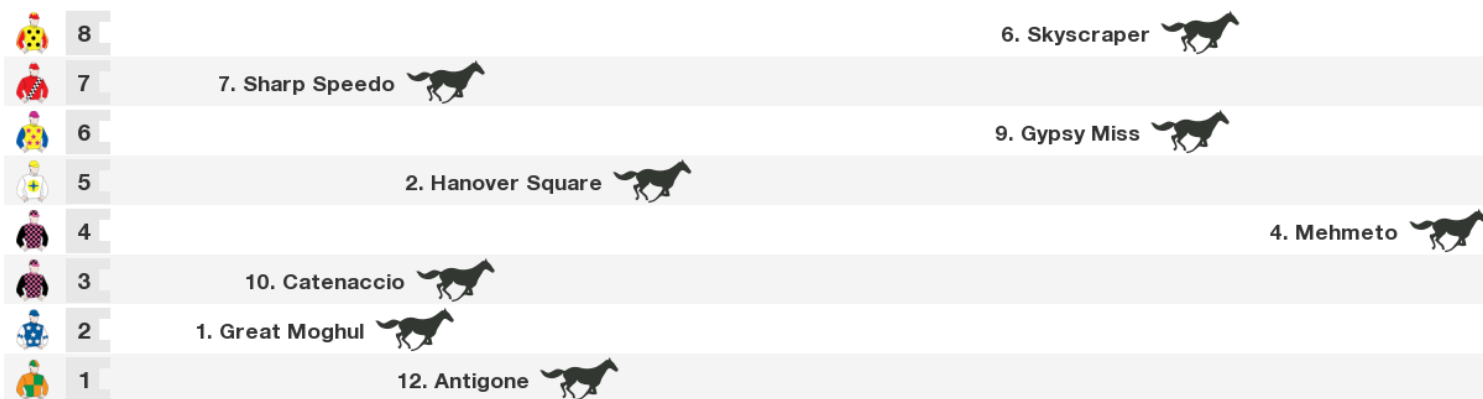 8 6. Skyscraper
7 7. Sharp Speedo
6 9. Gypsy Miss
5 2. Hanover Square
4 4. Mehmeto
3 10. Catenaccio
2 1. Great Moghul
1 12. Antigone